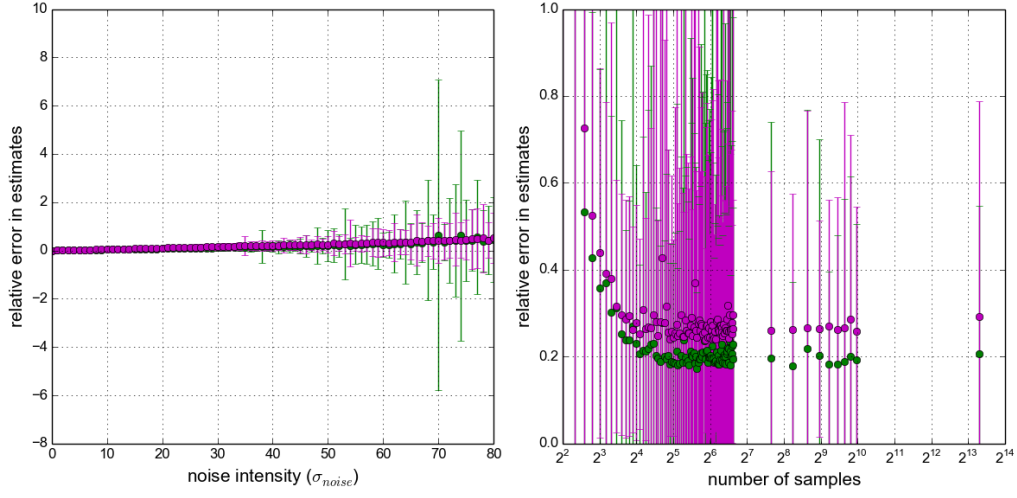 relative error in estimates
10
8
6
4
2
0
−2
−4
−6
−8
0 10 20 30 40 50 60 70 80
noise intensity (σ_noise)
relative error in estimates
1.0
0.8
0.6
0.4
0.2
0.0
2^2 2^3 2^4 2^5 2^6 2^7 2^8 2^9 2^10 2^11 2^12 2^13 2^14
number of samples